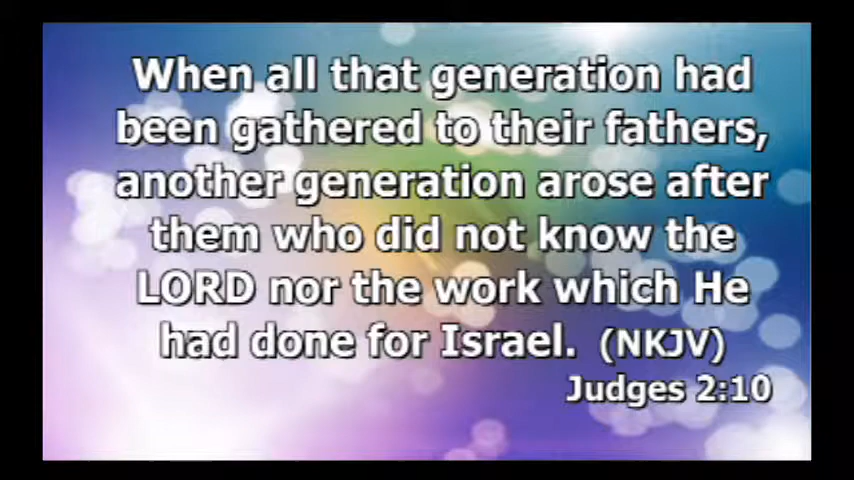 When all that generation had
been gathered to their fathers,
another generation arose after
them who did not know the
LORD nor the work which He
had done for Israel. (NKJV)
Judges 2:10